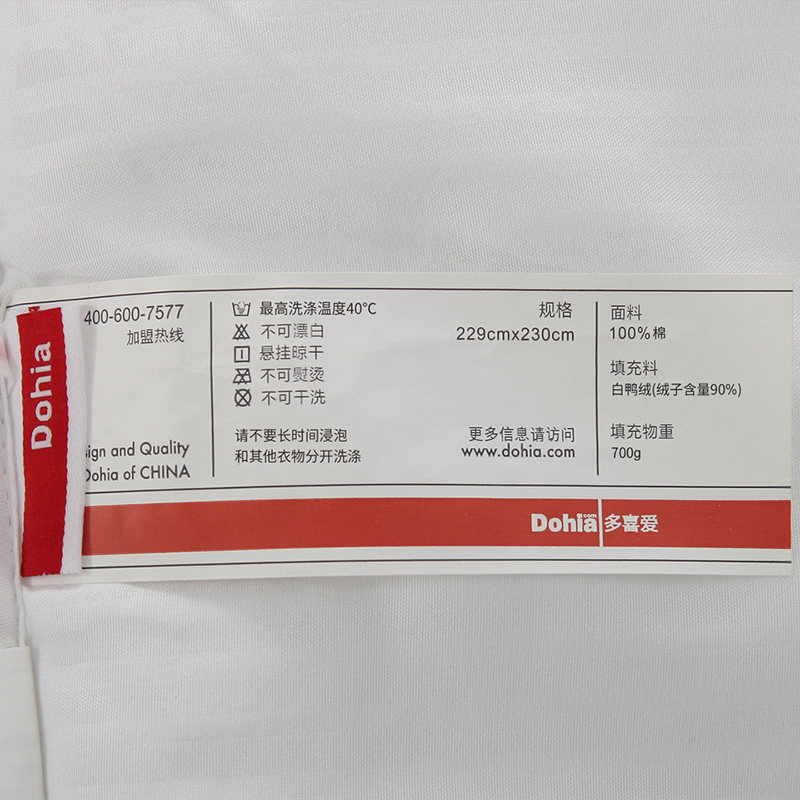 400-600-7577
加盟热线
and Quality
Dohia of CHINA
Dohia
最高洗涤温度40℃
不可漂白
悬挂晾干
不可熨烫
不可干洗
请不要长时间浸泡
和其他衣物分开洗涤
规格
229cmx230cm
更多信息请访问
www.dohia.com
面料
100%棉
填充料
白鸭绒(绒子含量90%)
填充物重
700g
Dohia 多喜爱